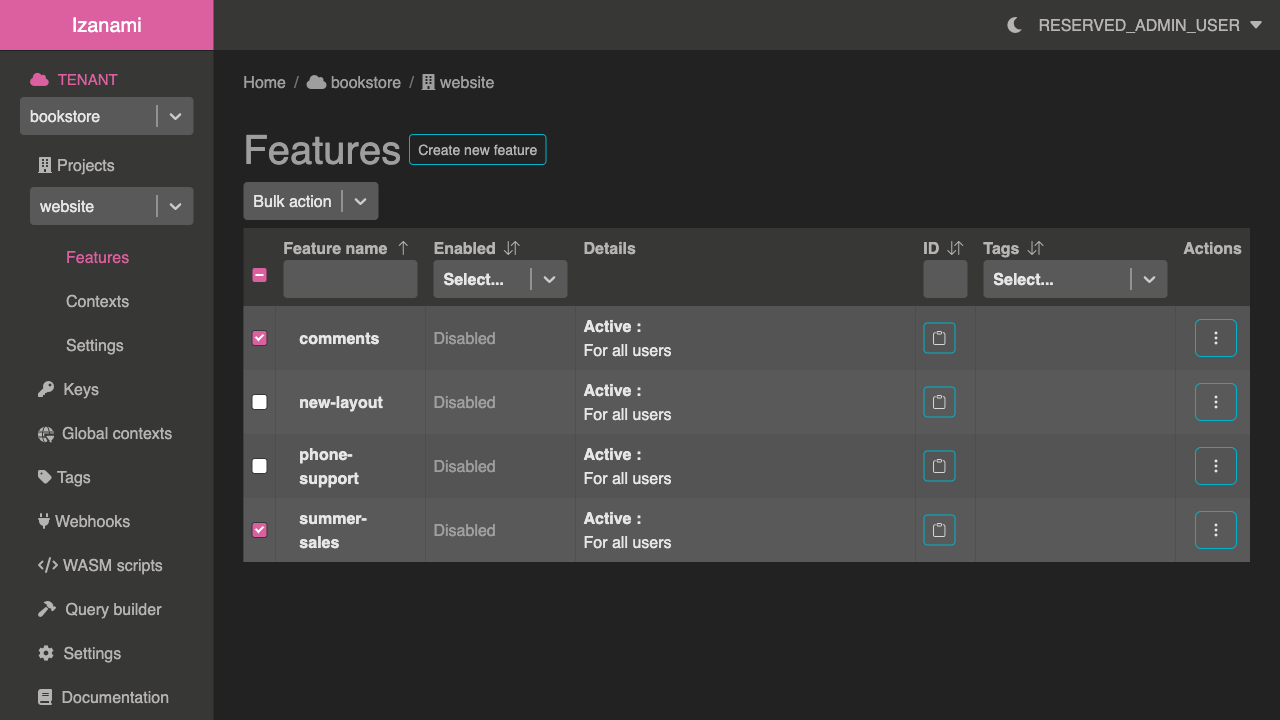 Izanami
RESERVED_ADMIN_USER
TENANT
bookstore
Projects
website
Features
Contexts
Settings
Keys
Global contexts
Tags
Webhooks
WASM scripts
Query builder
Settings
Documentation
Home / bookstore / website
Features Create new feature
Bulk action
Feature name Enabled Details ID Tags Actions
Select... Select...
comments Disabled Active :
For all users
new-layout Disabled Active :
For all users
phone-
support Disabled Active :
For all users
summer-
sales Disabled Active :
For all users